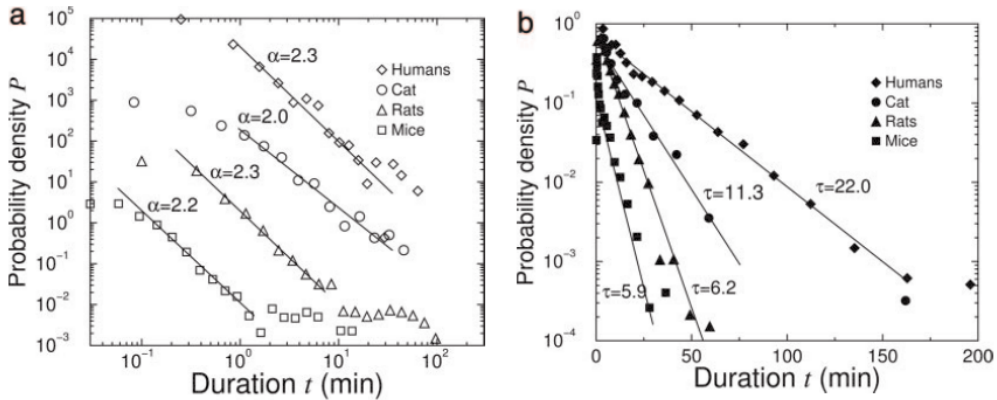 a
10^5
10^4
10^3
10^2
10^1
10^0
10^-1
10^-2
10^-3
Probability density P
α=2.3
α=2.0
α=2.3
α=2.2
Humans
Cat
Rats
Mice
10^-1
10^0
10^1
10^2
Duration t (min)
b
10^0
10^-1
10^-2
10^-3
10^-4
Probability density P
Humans
Cat
Rats
Mice
τ=22.0
τ=11.3
τ=5.9
τ=6.2
0
50
100
150
200
Duration t (min)